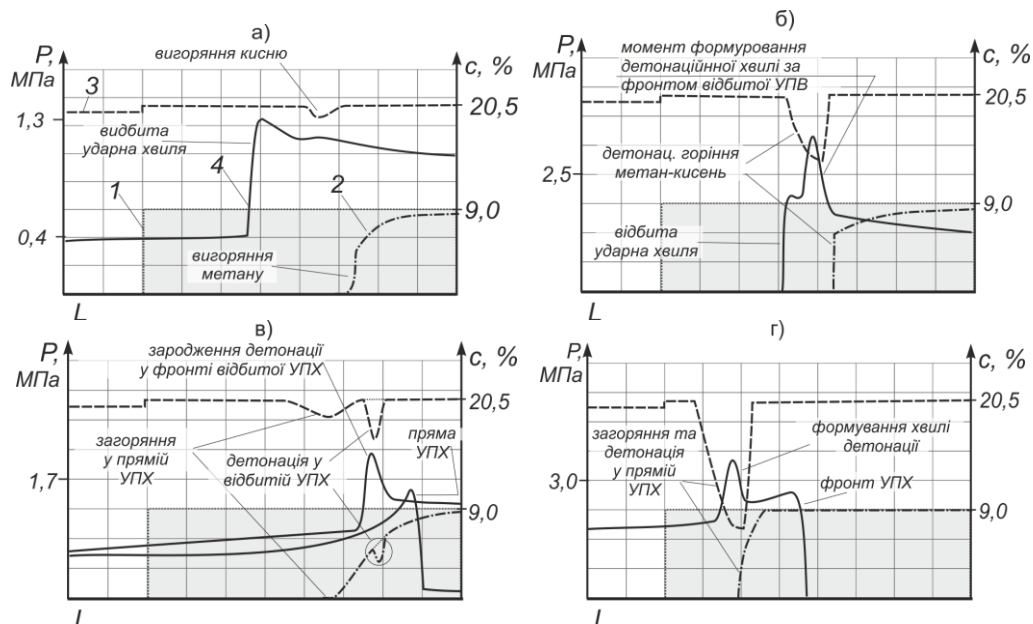 а)
P,
МПа
вигоряння кисню
c, %
3
20,5
1,3
видбита
ударна хвиля
4
1
2
9,0
0,4
вигоряння
метану
L
б)
P,
МПа
момент формуровання
детонаційнної хвилі за
фронтом відбитої УПВ
c, %
20,5
детонац. горіння
метан-кисень
2,5
9,0
відбита
ударна хвиля
L
в)
P,
МПа
зародження детонації
у фронті відбитої УПХ
c, %
20,5
загоряння
у прямій
УПХ
детонація у
відбитій УПХ
пряма
УПХ
1,7
9,0
г)
P,
МПа
c, %
20,5
загоряння та
детонація
у прямій
УПХ
формування хвилі
детонації
3,0
фронт УПХ
9,0